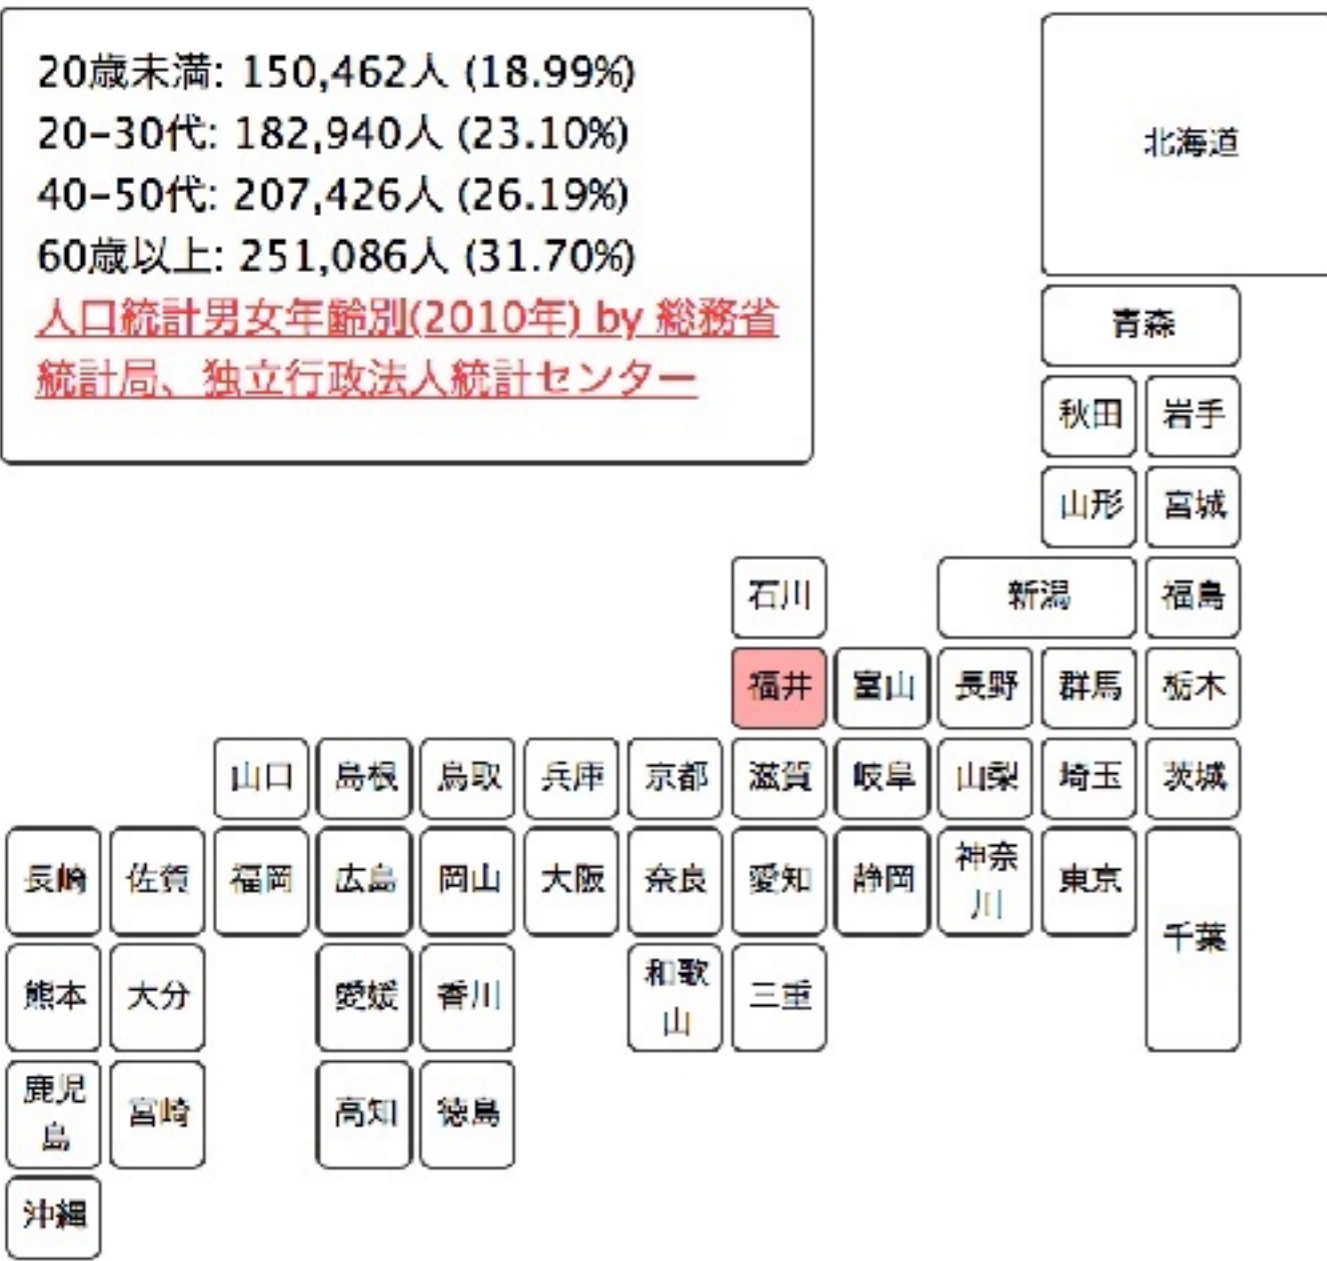 20歳未満: 150,462人 (18.99%)
20-30代: 182,940人 (23.10%)
40-50代: 207,426人 (26.19%)
60歳以上: 251,086人 (31.70%)
人口統計男女年齢別(2010年) by 総務省
統計局、独立行政法人統計センター
北海道
青森
秋田
岩手
山形
宮城
石川
新潟
福島
福井
富山
長野
群馬
栃木
山口
島根
鳥取
兵庫
京都
滋賀
岐阜
山梨
埼玉
茨城
長崎
佐賀
福岡
広島
岡山
大阪
奈良
愛知
静岡
神奈
川
東京
千葉
熊本
大分
愛媛
香川
和歌
山
三重
鹿児
島
宮崎
高知
徳島
沖縄